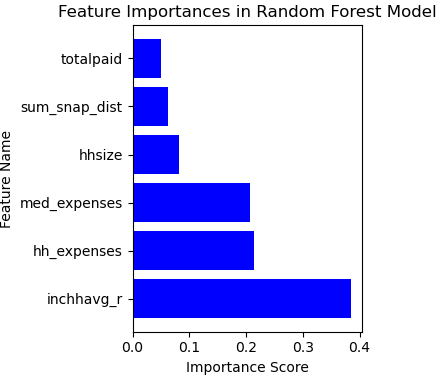 Feature Importances in Random Forest Model
totalpaid
sum_snap_dist
hhsize
med_expenses
hh_expenses
inchhavg_r
Feature Name
0.0 0.1 0.2 0.3 0.4
Importance Score